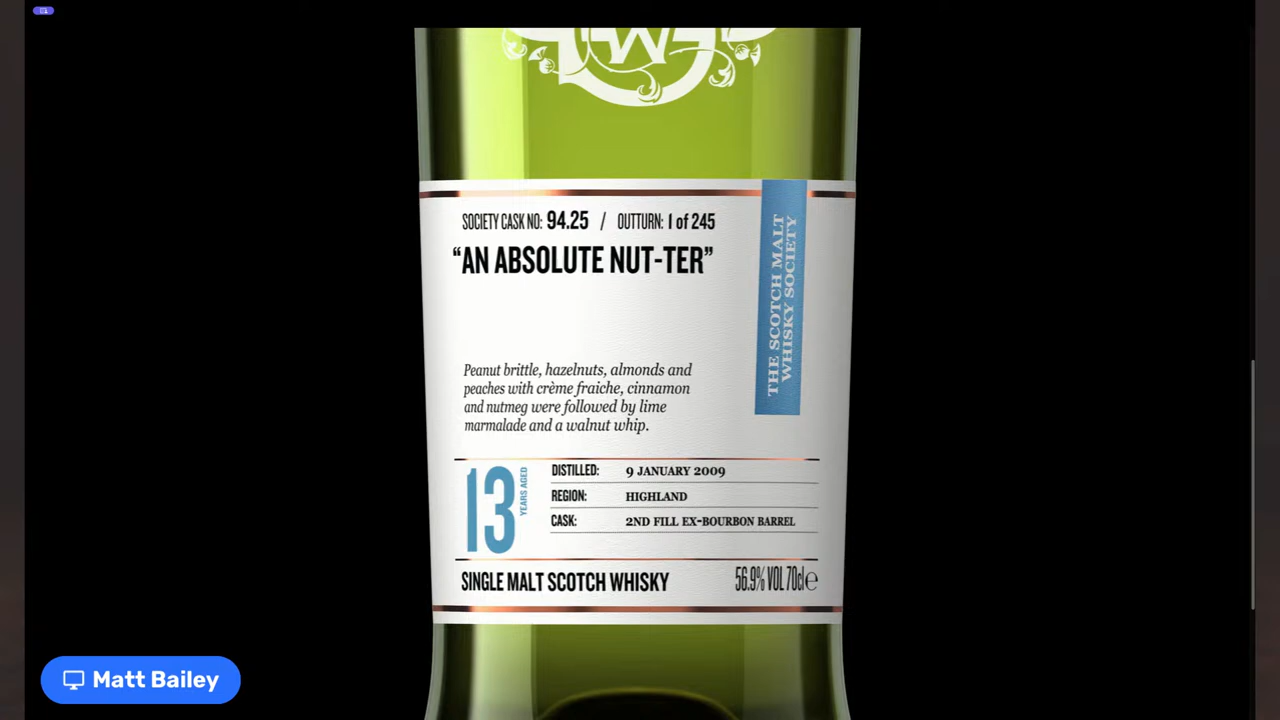 W
SOCIETY CASK NO: 94.25 / OUTTURN: 1 of 245
“AN ABSOLUTE NUT-TER”
THE SCOTCH MALT
WHISKY SOCIETY
Peanut brittle, hazelnuts, almonds and
peaches with crème fraiche, cinnamon
and nutmeg were followed by lime
marmalade and a walnut whip.
13 YEARS AGED
DISTILLED: 9 JANUARY 2009
REGION: HIGHLAND
CASK: 2ND FILL EX-BOURBON BARREL
SINGLE MALT SCOTCH WHISKY 56.9% VOL 70cl℮
Matt Bailey